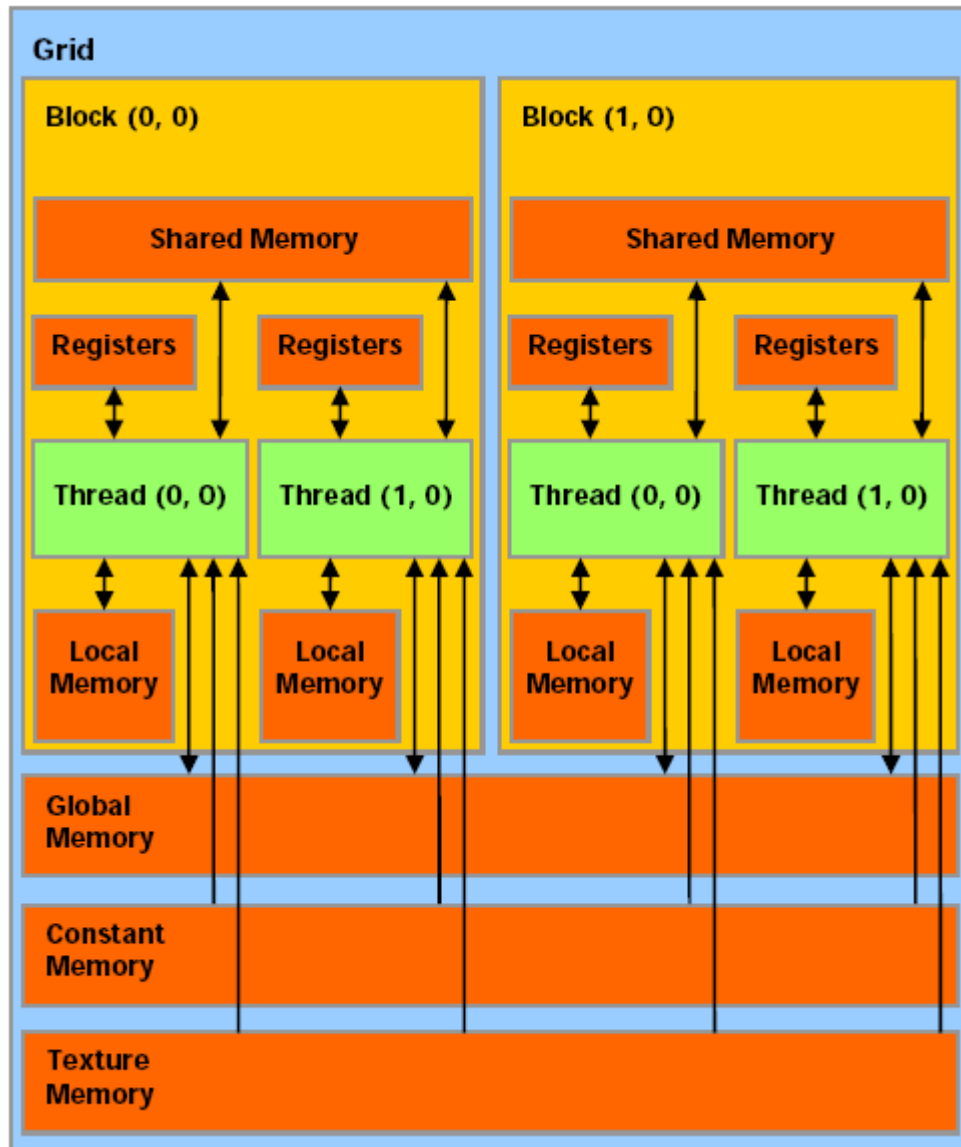 Grid
Block (0, 0)
Block (1, 0)
Shared Memory
Shared Memory
Registers
Registers
Registers
Registers
Thread (0, 0)
Thread (1, 0)
Thread (0, 0)
Thread (1, 0)
Local
Memory
Local
Memory
Local
Memory
Local
Memory
Global
Memory
Constant
Memory
Texture
Memory